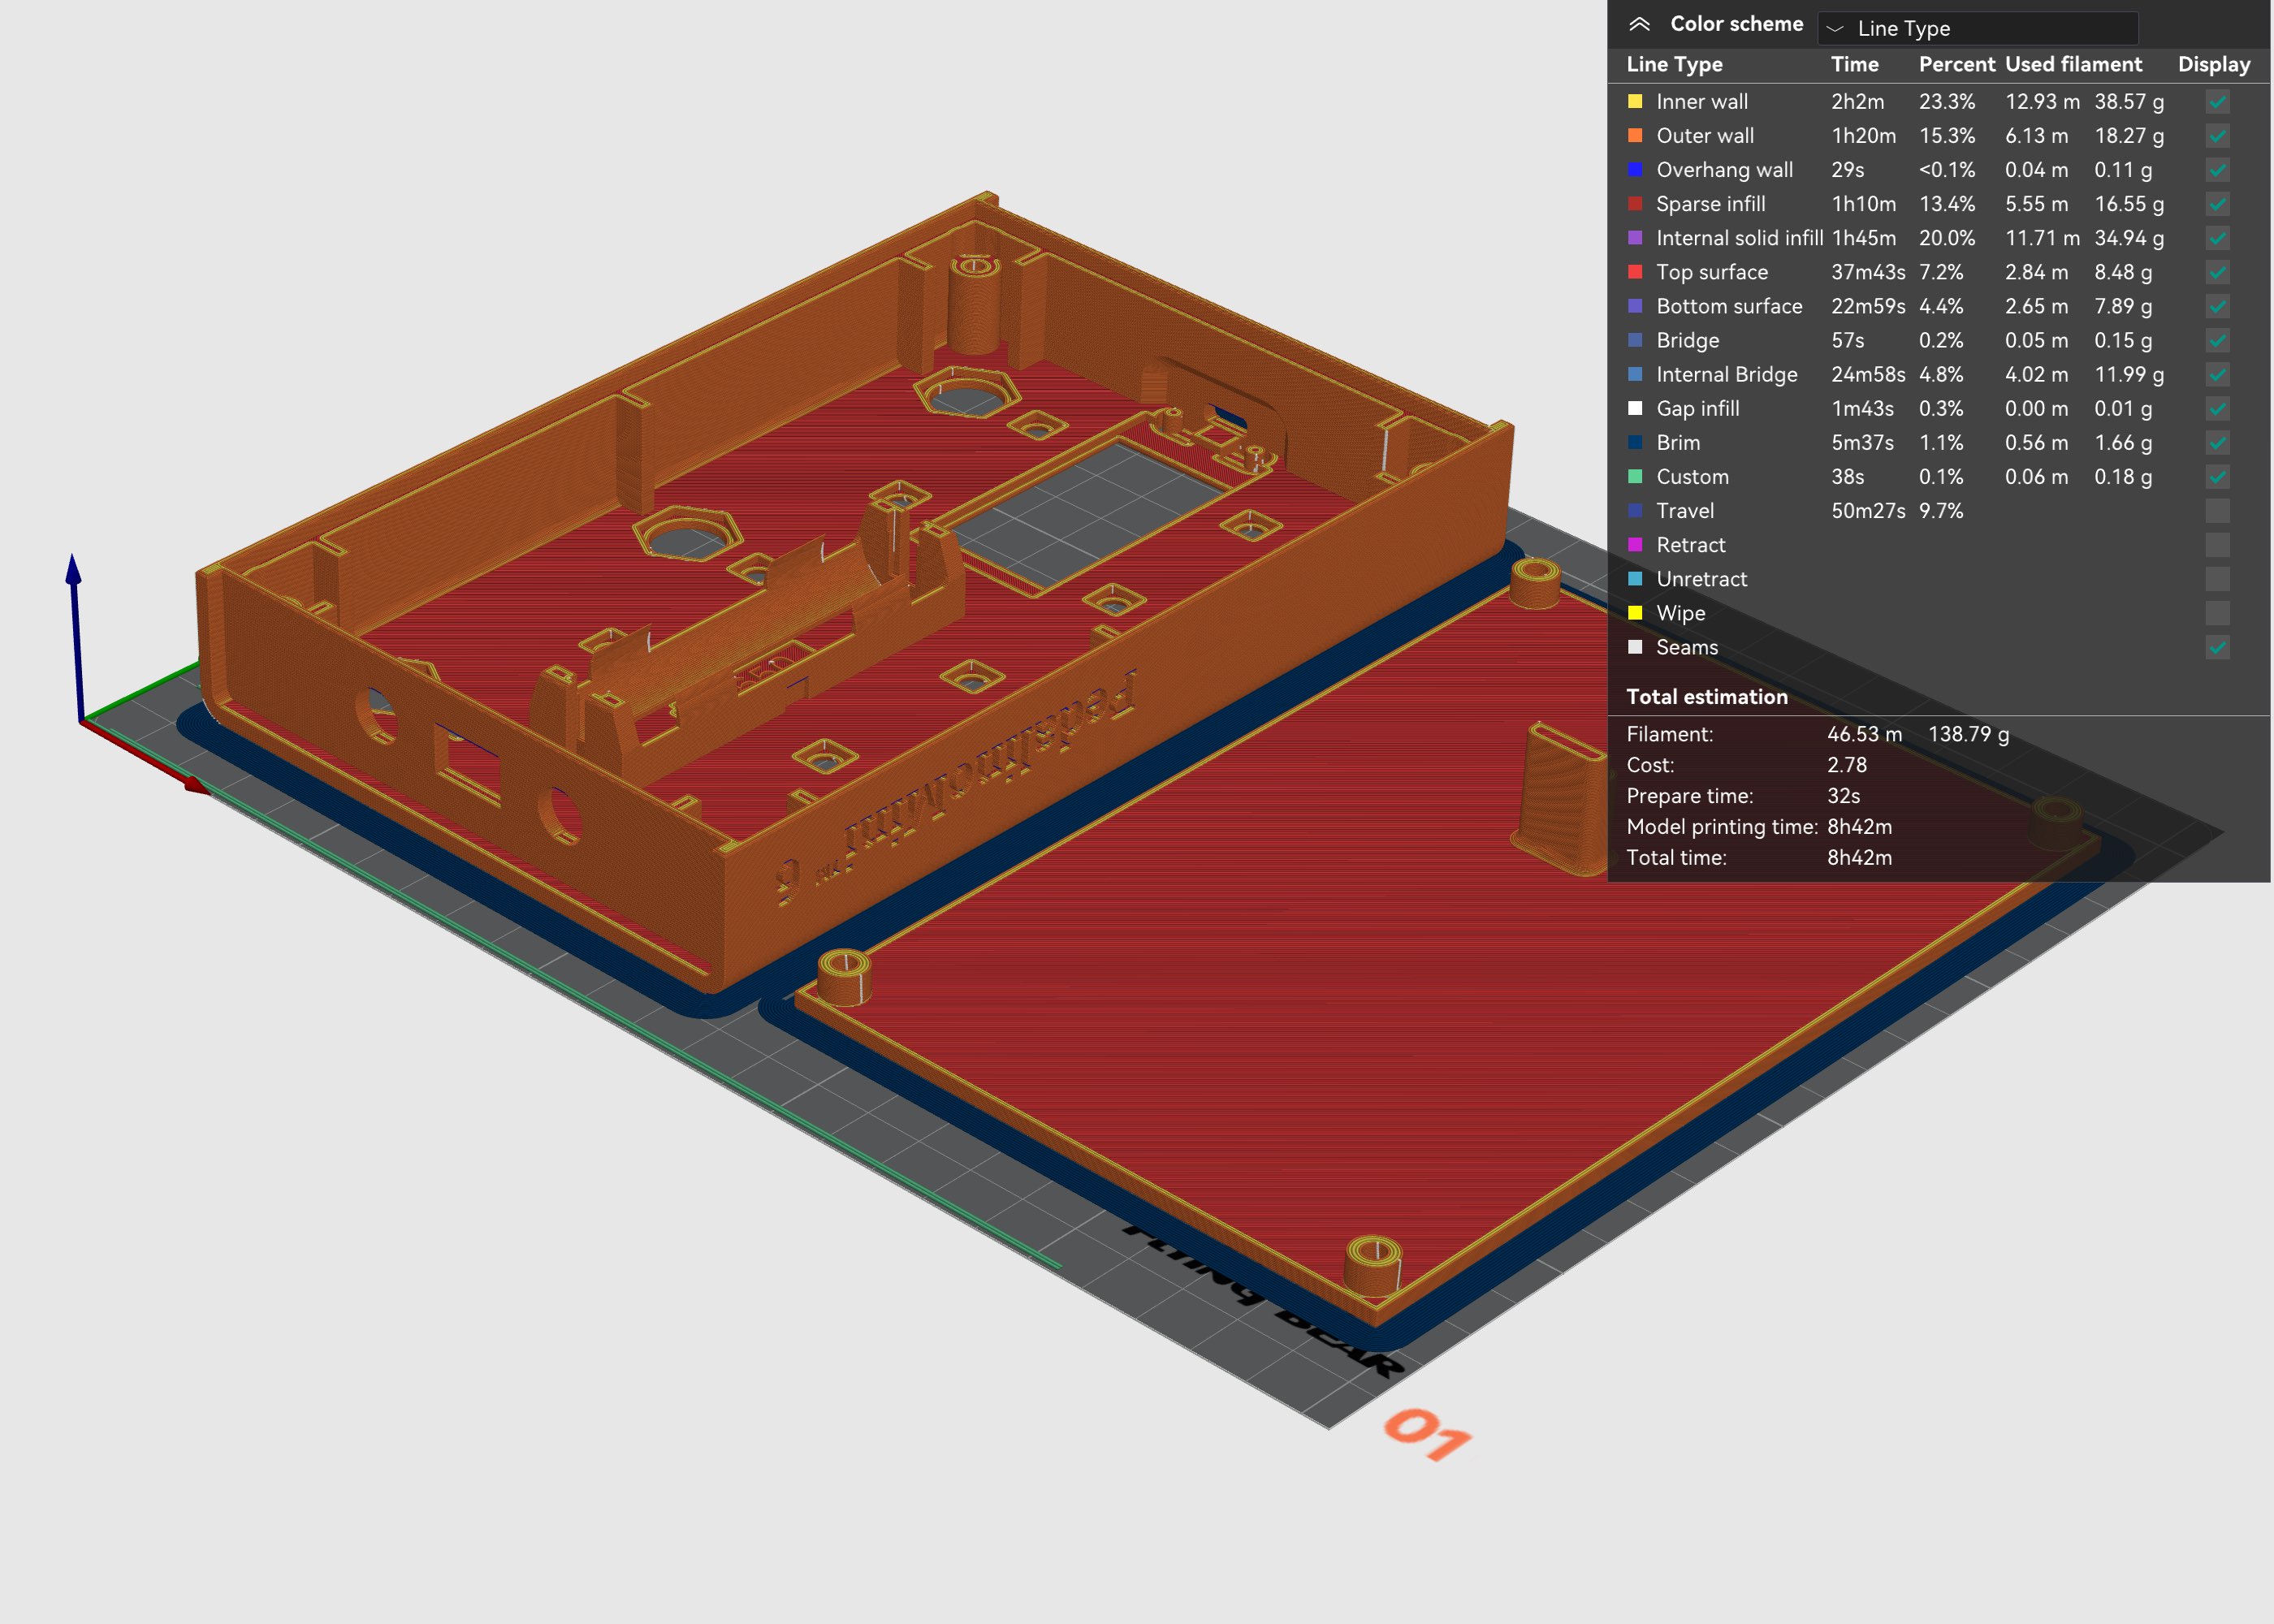 Color scheme Line Type
Line Type Time Percent Used filament Display
Inner wall 2h2m 23.3% 12.93 m 38.57 g
Outer wall 1h20m 15.3% 6.13 m 18.27 g
Overhang wall 29s <0.1% 0.04 m 0.11 g
Sparse infill 1h10m 13.4% 5.55 m 16.55 g
Internal solid infill 1h45m 20.0% 11.71 m 34.94 g
Top surface 37m43s 7.2% 2.84 m 8.48 g
Bottom surface 22m59s 4.4% 2.65 m 7.89 g
Bridge 57s 0.2% 0.05 m 0.15 g
Internal Bridge 24m58s 4.8% 4.02 m 11.99 g
Gap infill 1m43s 0.3% 0.00 m 0.01 g
Brim 5m37s 1.1% 0.56 m 1.66 g
Custom 38s 0.1% 0.06 m 0.18 g
Travel 50m27s 9.7%
Retract
Unretract
Wipe
Seams
Total estimation
Filament: 46.53 m 138.79 g
Cost: 2.78
Prepare time: 32s
Model printing time: 8h42m
Total time: 8h42m
PedalinoMini™ 6
BEAR
01